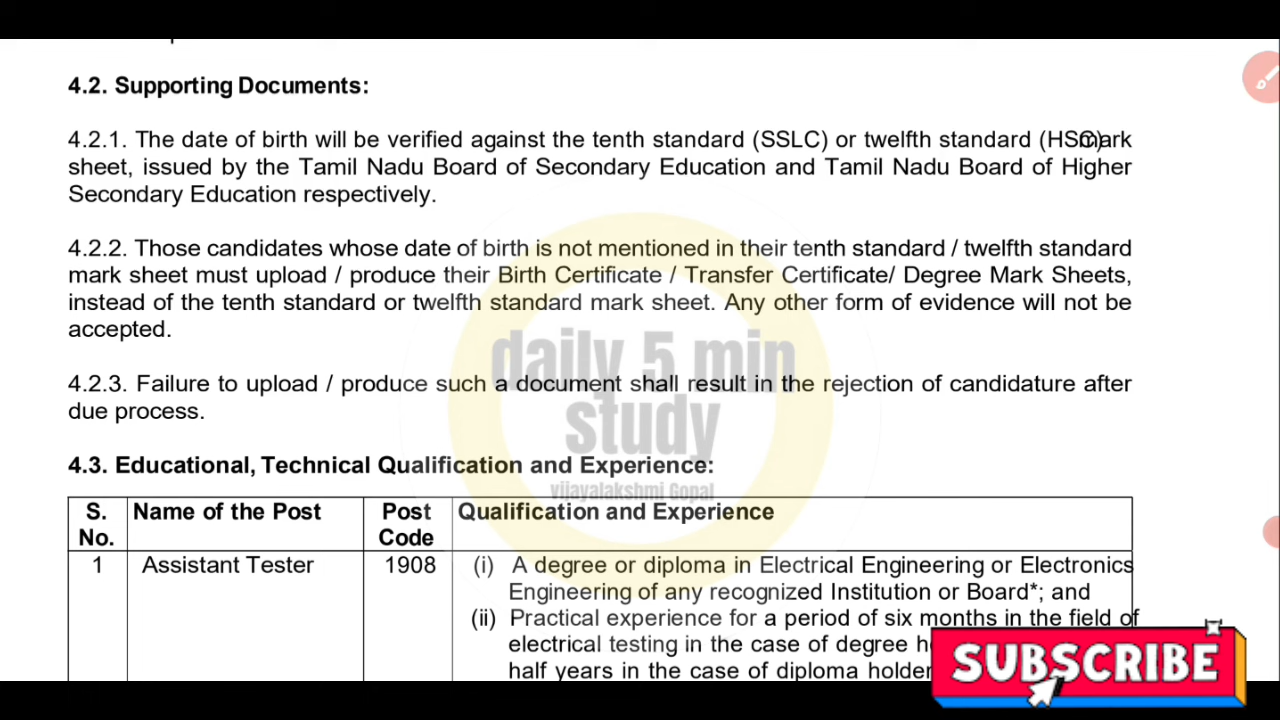 4.2. Supporting Documents:
4.2.1. The date of birth will be verified against the tenth standard (SSLC) or twelfth standard (HSC) mark
sheet, issued by the Tamil Nadu Board of Secondary Education and Tamil Nadu Board of Higher
Secondary Education respectively.
4.2.2. Those candidates whose date of birth is not mentioned in their tenth standard / twelfth standard
mark sheet must upload / produce their Birth Certificate / Transfer Certificate/ Degree Mark Sheets,
instead of the tenth standard or twelfth standard mark sheet. Any other form of evidence will not be
accepted.
daily 5 min
study
vijayalakshmi Gopal
4.2.3. Failure to upload / produce such a document shall result in the rejection of candidature after
due process.
4.3. Educational, Technical Qualification and Experience:
S. No.
Name of the Post
Post Code
Qualification and Experience
1
Assistant Tester
1908
(i) A degree or diploma in Electrical Engineering or Electronics
Engineering of any recognized Institution or Board*; and
(ii) Practical experience for a period of six months in the field of
electrical testing in the case of degree
half years in the case of diploma holder
SUBSCRIBE